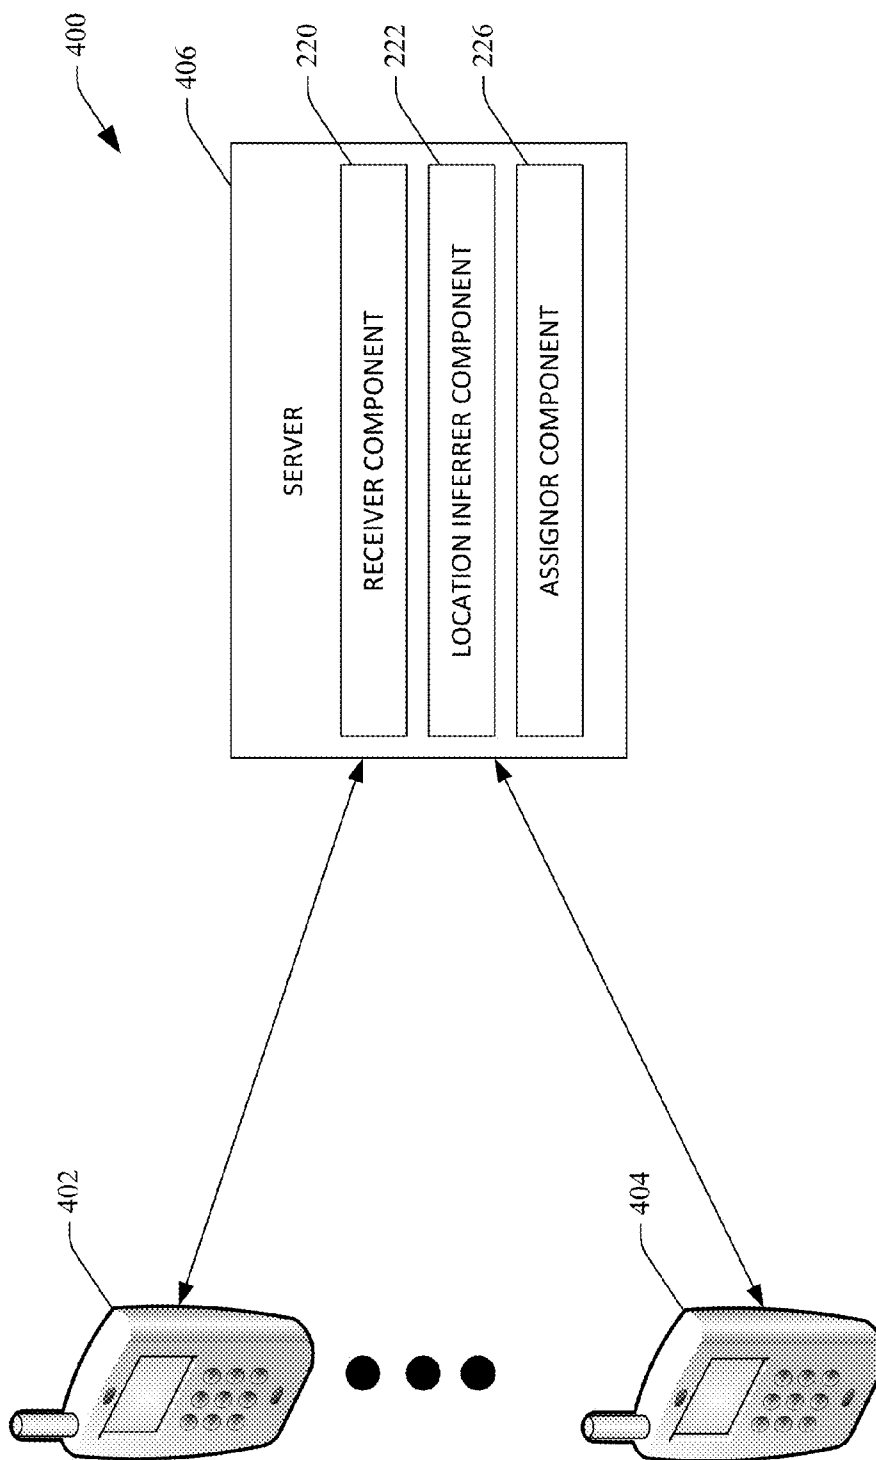 400
406
SERVER
RECEIVER COMPONENT
220
LOCATION INFERRER COMPONENT
222
ASSIGNOR COMPONENT
226
402
404